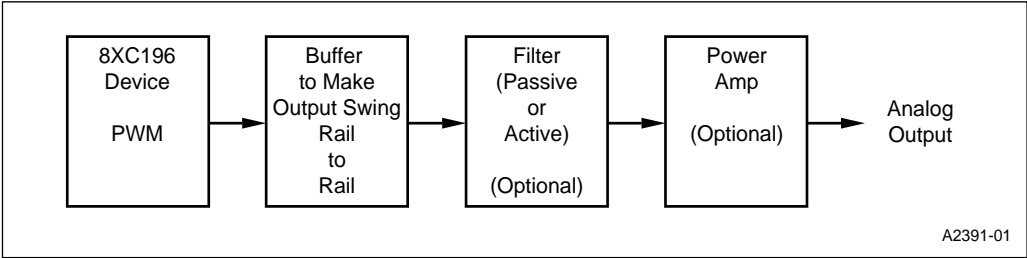 8XC196
Device
PWM
Buffer
to Make
Output Swing
Rail
to
Rail
Filter
(Passive
or
Active)
(Optional)
Power
Amp
(Optional)
Analog
Output
A2391-01